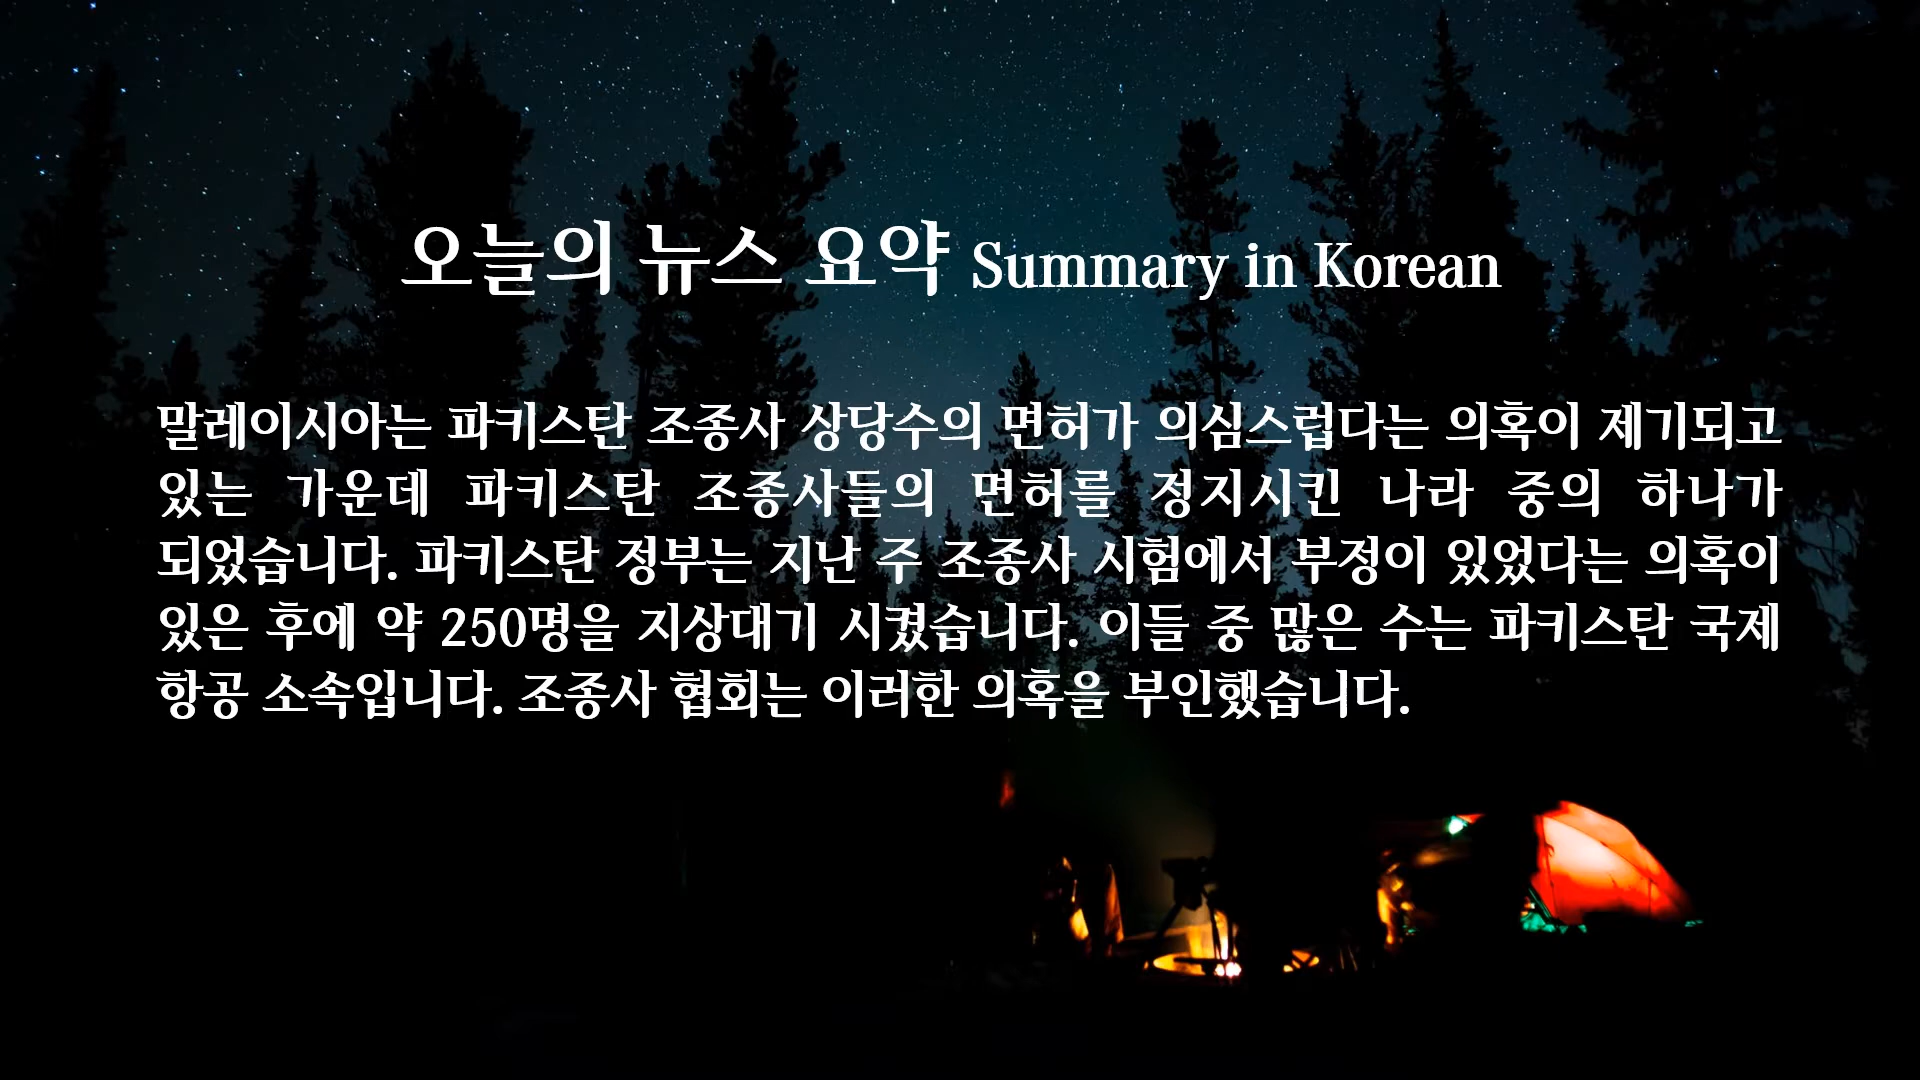 오늘의 뉴스 요약 Summary in Korean
말레이시아는 파키스탄 조종사 상당수의 면허가 의심스럽다는 의혹이 제기되고
있는 가운데 파키스탄 조종사들의 면허를 정지시킨 나라 중의 하나가
되었습니다. 파키스탄 정부는 지난 주 조종사 시험에서 부정이 있었다는 의혹이
있은 후에 약 250명을 지상대기 시켰습니다. 이들 중 많은 수는 파키스탄 국제
항공 소속입니다. 조종사 협회는 이러한 의혹을 부인했습니다.